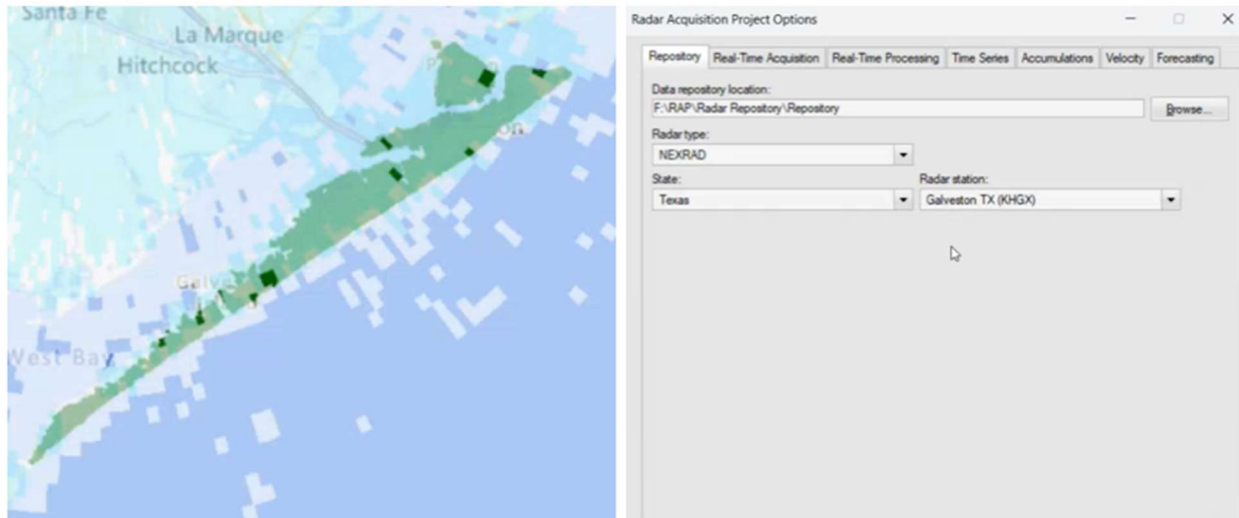 Santa Fe
La Marque
Hitchcock
West Bay
Radar Acquisition Project Options
Repository Real-Time Acquisition Real-Time Processing Time Series Accumulations Velocity Forecasting
Data repository location:
F:\RAP\Radar Repository\Repository
Browse...
Radar type:
NEXRAD
State: Radar station:
Texas Galveston TX (KHGX)